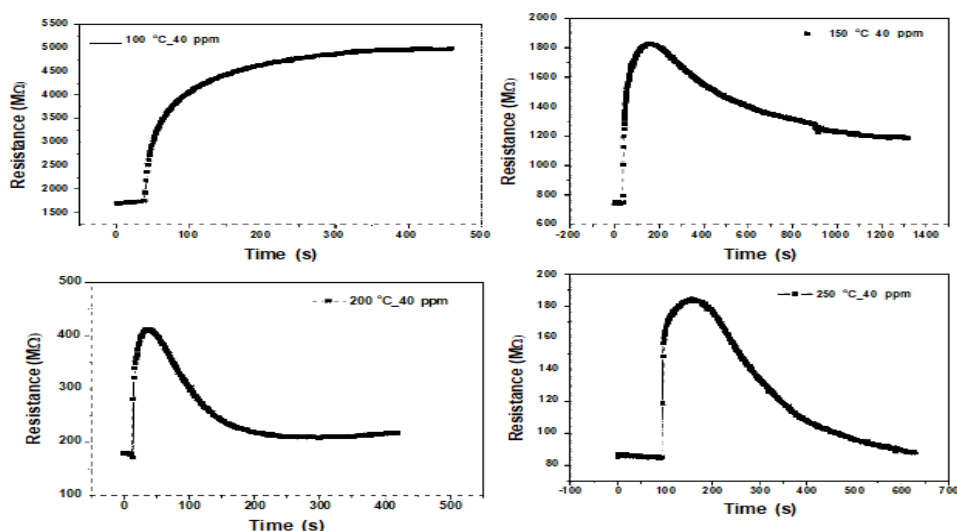 100 °C_40 ppm
5500
5000
4500
4000
3500
3000
2500
2000
1500
Resistance (MΩ)
0 100 200 300 400 500
Time (s)
150 °C 40 ppm
2000
1800
1600
1400
1200
1000
800
600
Resistance (MΩ)
-200 0 200 400 600 800 1000 1200 1400
Time (s)
200 °C_40 ppm
500
400
300
200
100
Resistance (MΩ)
0 100 200 300 400 500
Time (s)
250 °C_40 ppm
200
180
160
140
120
100
80
Resistance (MΩ)
-100 0 100 200 300 400 500 600 700
Time (s)